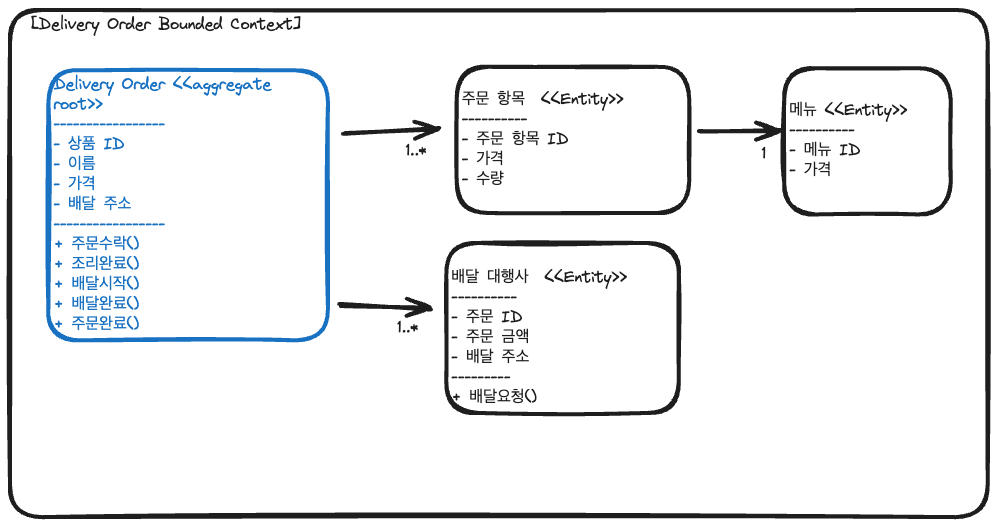 [Delivery Order Bounded Context]
Delivery Order <<aggregate
root>>
-----------------
- 상품 ID
- 이름
- 가격
- 배달 주소
-----------------
+ 주문수락()
+ 조리완료()
+ 배달시작()
+ 배달완료()
+ 주문완료()
1..*
주문 항목 <<Entity>>
----------
- 주문 항목 ID
- 가격
- 수량
1
메뉴 <<Entity>>
----------
- 메뉴 ID
- 가격
1..*
배달 대행사 <<Entity>>
----------
- 주문 ID
- 주문 금액
- 배달 주소
---------
+ 배달요청()